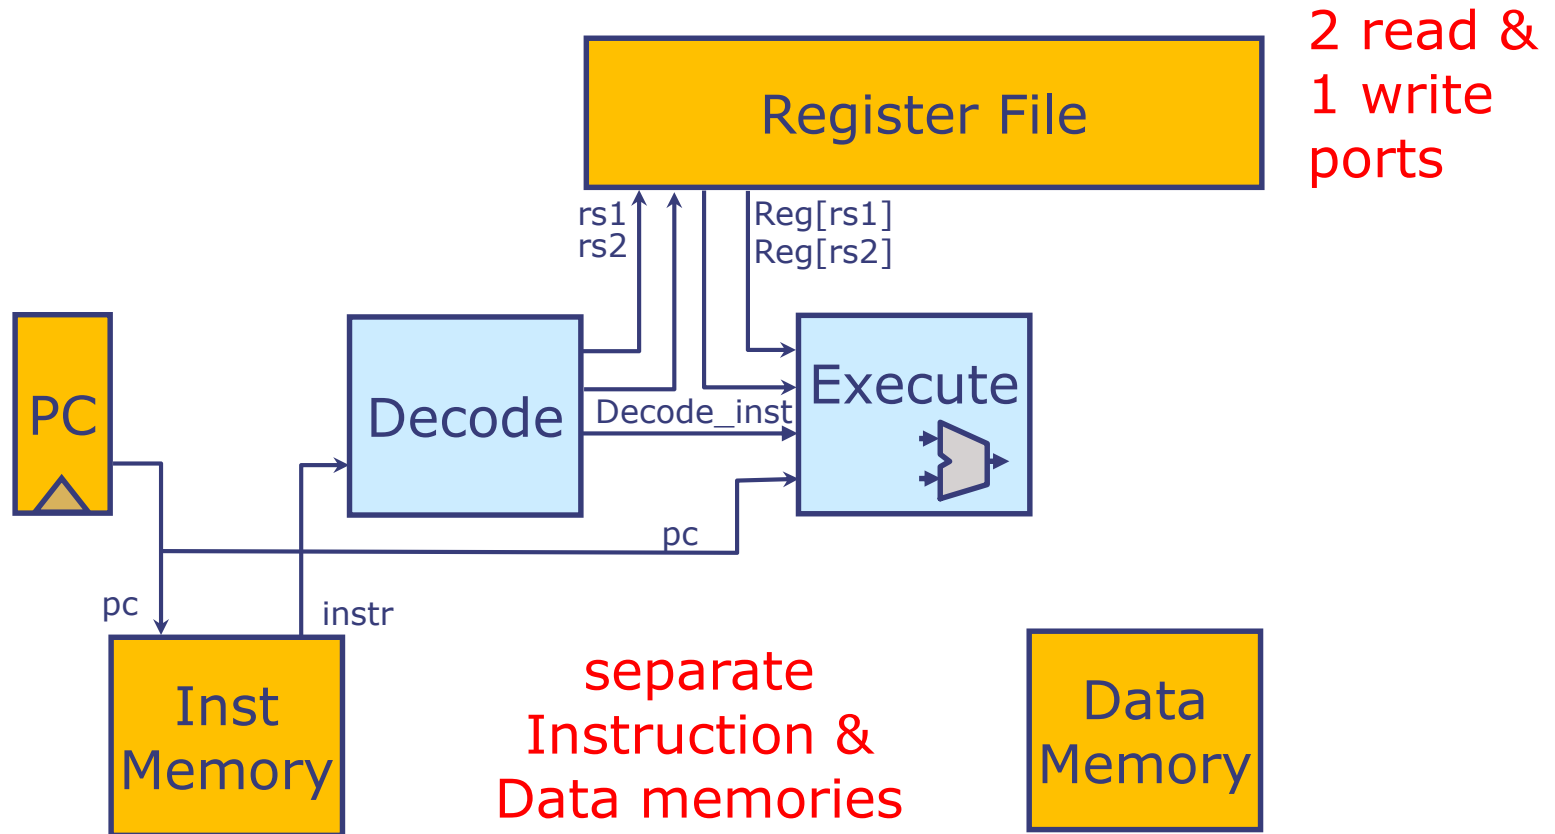 2 read &
1 write
ports
Register File
rs1
rs2
Reg[rs1]
Reg[rs2]
PC
Decode
Decode_inst
Execute
pc
pc
instr
Inst
Memory
separate
Instruction &
Data memories
Data
Memory